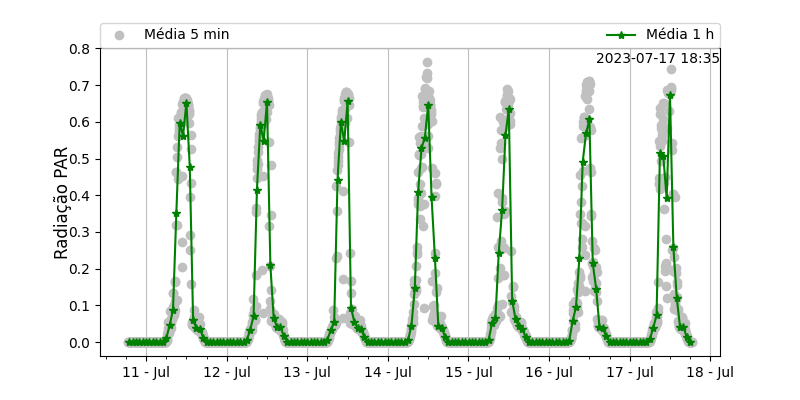 Média 5 min
Média 1 h
2023-07-17 18:35
Radiação PAR
0.8
0.7
0.6
0.5
0.4
0.3
0.2
0.1
0.0
11 - Jul
12 - Jul
13 - Jul
14 - Jul
15 - Jul
16 - Jul
17 - Jul
18 - Jul